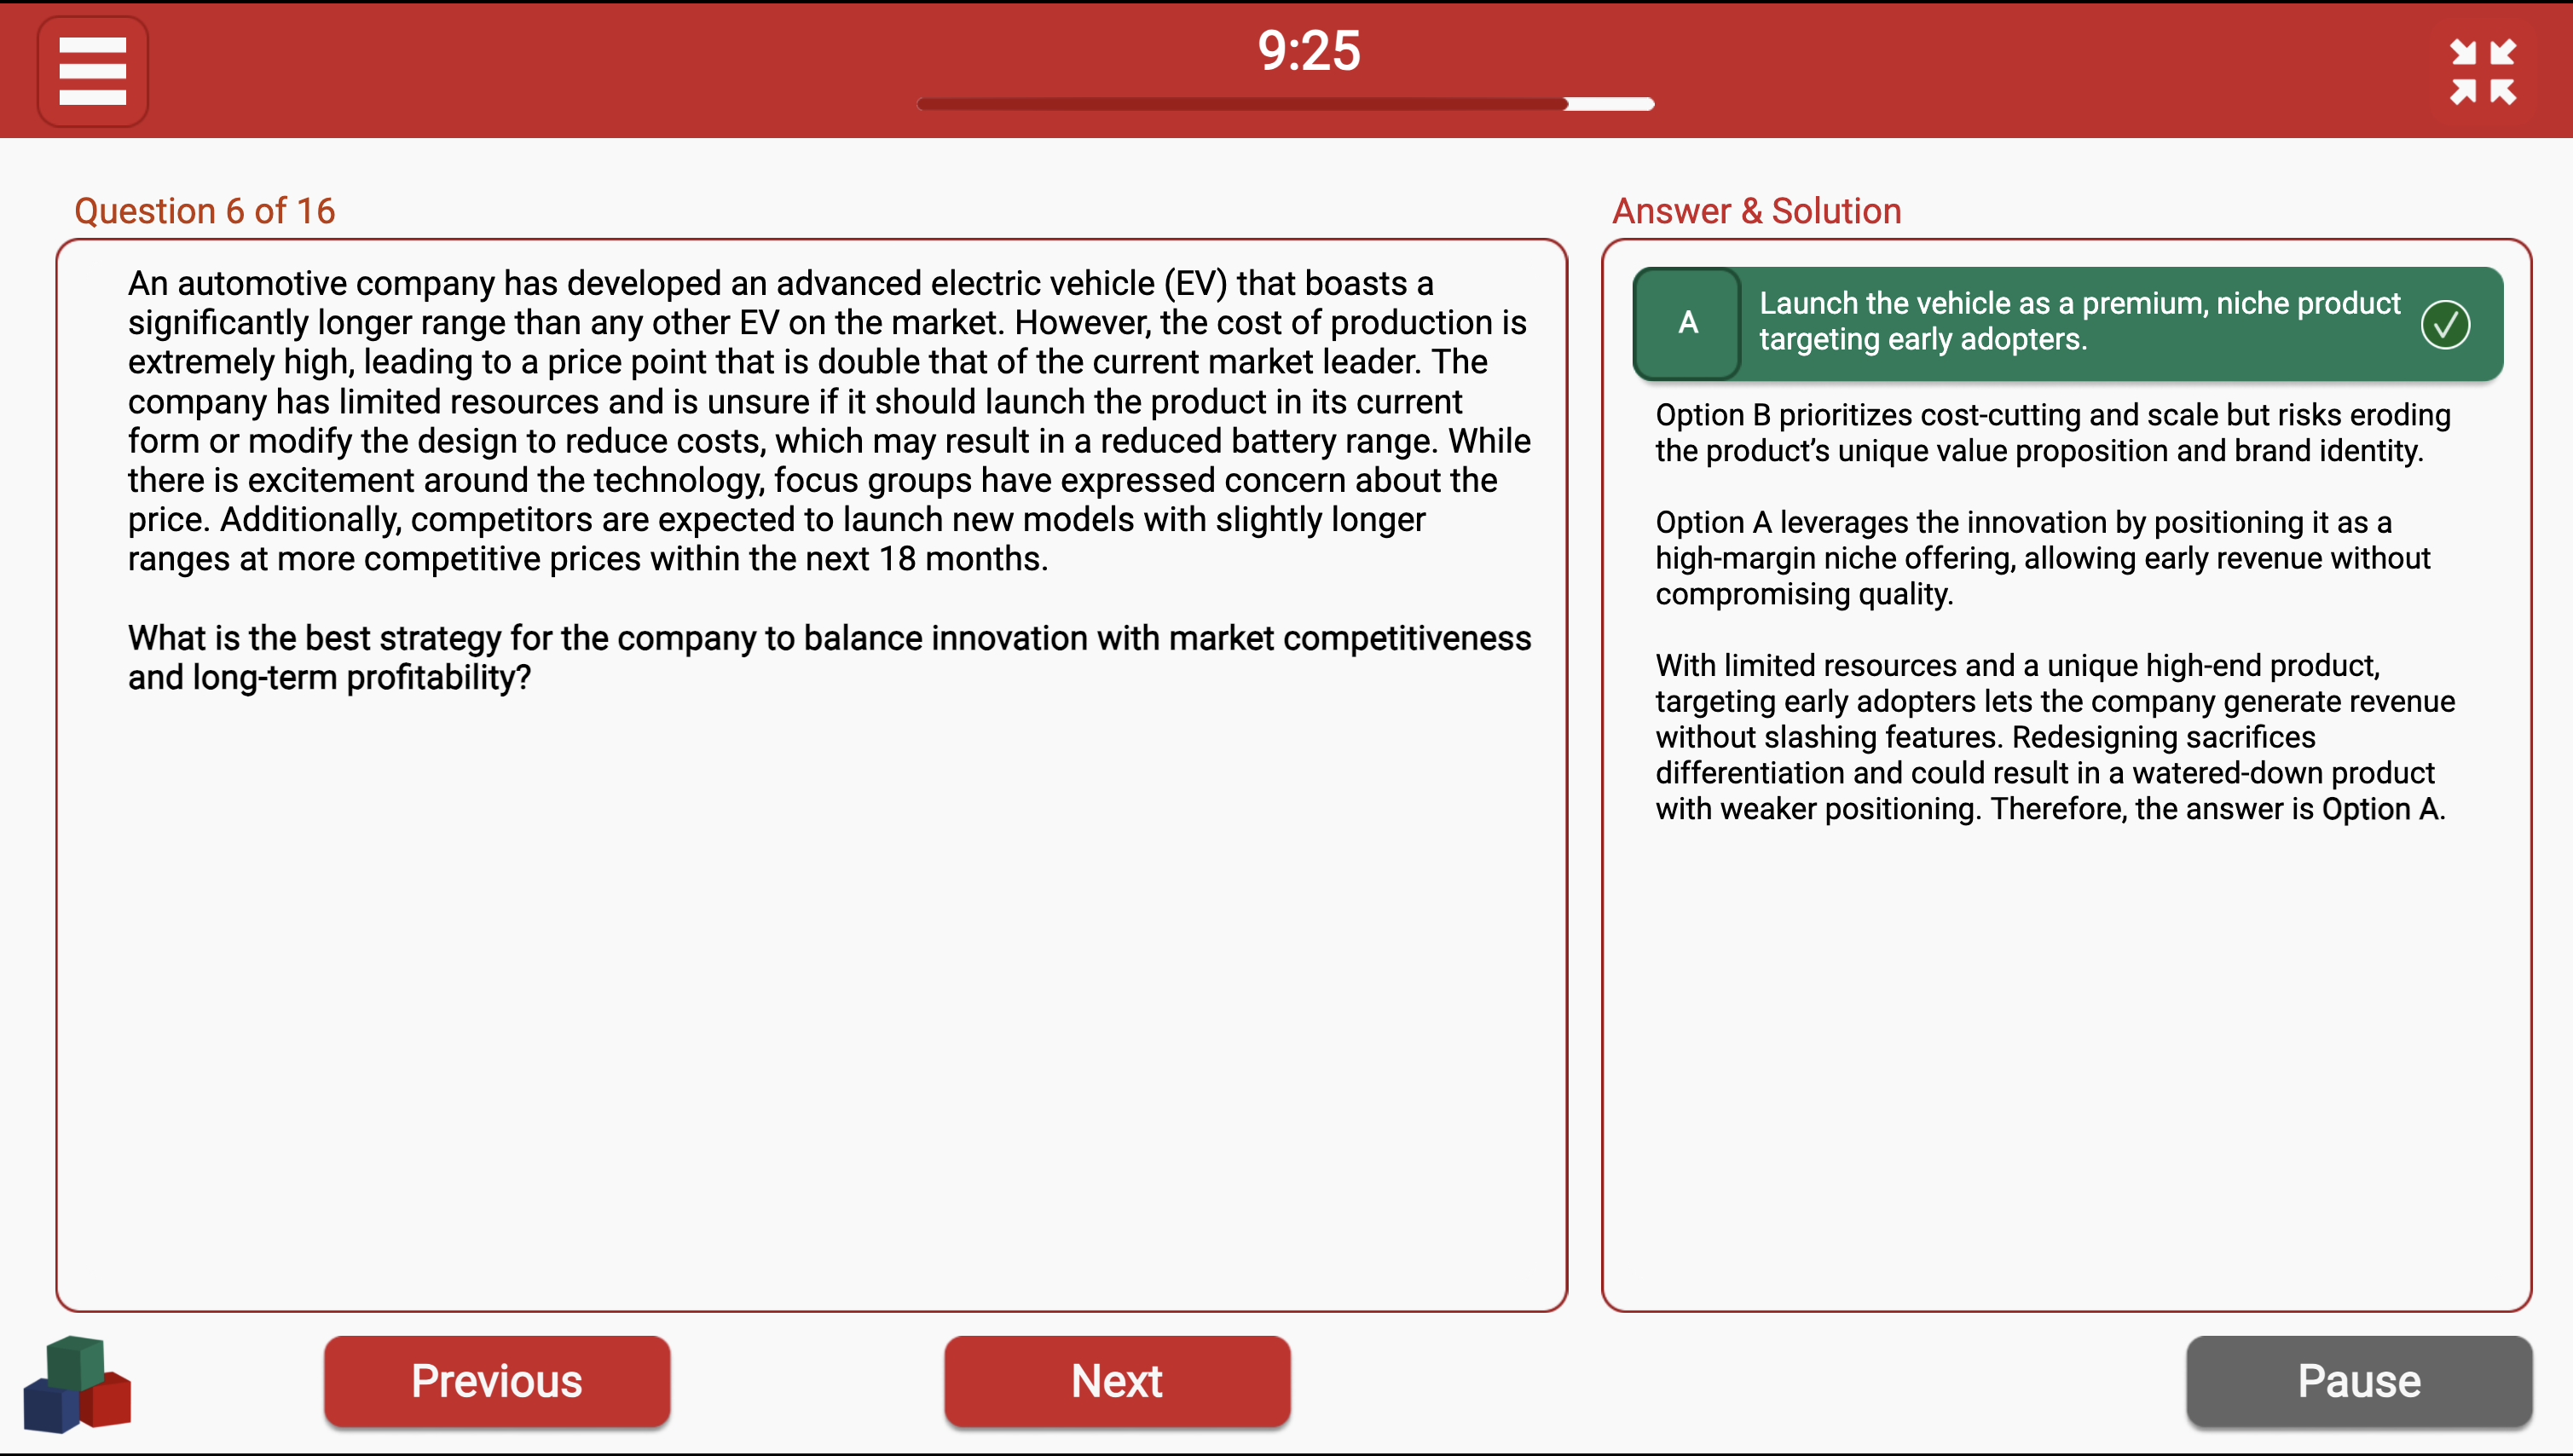 9:25
Question 6 of 16
An automotive company has developed an advanced electric vehicle (EV) that boasts a
significantly longer range than any other EV on the market. However, the cost of production is
extremely high, leading to a price point that is double that of the current market leader. The
company has limited resources and is unsure if it should launch the product in its current
form or modify the design to reduce costs, which may result in a reduced battery range. While
there is excitement around the technology, focus groups have expressed concern about the
price. Additionally, competitors are expected to launch new models with slightly longer
ranges at more competitive prices within the next 18 months.
What is the best strategy for the company to balance innovation with market competitiveness
and long-term profitability?
Answer & Solution
A
Launch the vehicle as a premium, niche product
targeting early adopters.
Option B prioritizes cost-cutting and scale but risks eroding
the product's unique value proposition and brand identity.
Option A leverages the innovation by positioning it as a
high-margin niche offering, allowing early revenue without
compromising quality.
With limited resources and a unique high-end product,
targeting early adopters lets the company generate revenue
without slashing features. Redesigning sacrifices
differentiation and could result in a watered-down product
with weaker positioning. Therefore, the answer is Option A.
Previous
Next
Pause